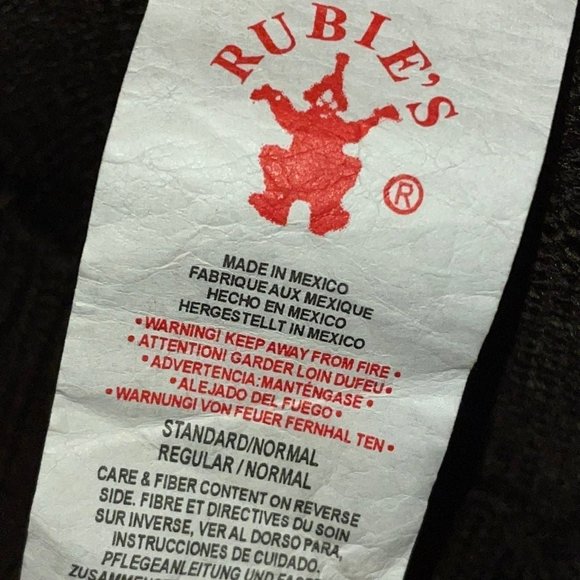 RUBIE'S
®
MADE IN MEXICO
FABRIQUE AUX MEXIQUE
HECHO EN MEXICO
HERGESTELLT IN MEXICO
• WARNING! KEEP AWAY FROM FIRE •
• ATTENTION! GARDER LOIN DUFEU •
• ADVERTENCIA:MANTÉNGASE •
• ALEJADO DEL FUEGO •
• WARNUNG! VON FEUER FERNHAL TEN •
STANDARD/NORMAL
REGULAR / NORMAL
CARE & FIBER CONTENT ON REVERSE
SIDE. FIBRE ET DIRECTIVES DU SOIN
SUR INVERSE, VER AL DORSO PARA,
INSTRUCCIONES DE CUIDADO.
PFLEGEANLEITUNG UND